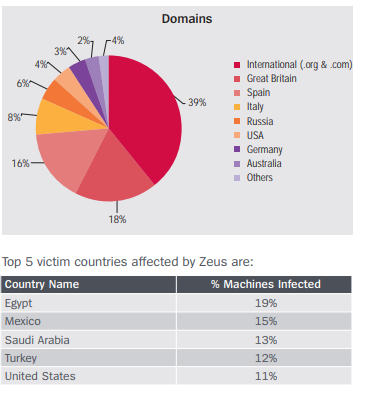 Domains
2%
4%
3%
4%
6%
8%
16%
18%
39%
International (.org & .com)
Great Britain
Spain
Italy
Russia
USA
Germany
Australia
Others
Top 5 victim countries affected by Zeus are:
Country Name % Machines Infected
Egypt 19%
Mexico 15%
Saudi Arabia 13%
Turkey 12%
United States 11%